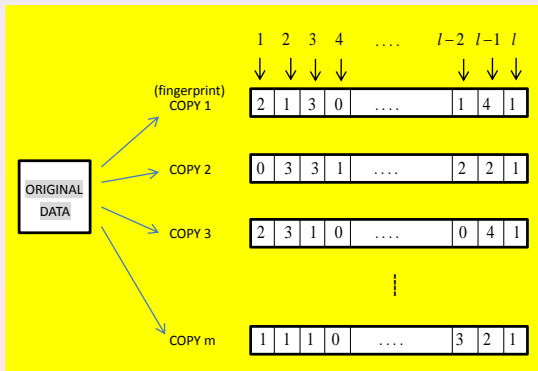 1 2 3 4 .... l-2 l-1 l
(fingerprint)
COPY 1 2 1 3 0 .... 1 4 1
COPY 2 0 3 3 1 .... 2 2 1
ORIGINAL
DATA
COPY 3 2 3 1 0 .... 0 4 1
COPY m 1 1 1 0 .... 3 2 1